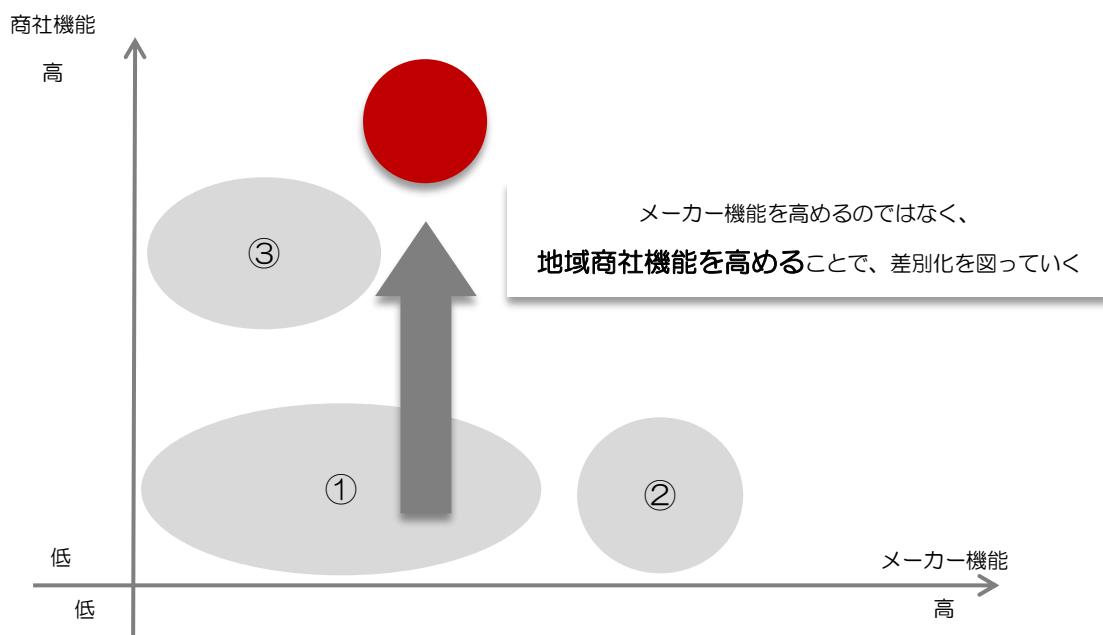 商社機能
高
メーカー機能を高めるのではなく、
③
地域商社機能を高めることで、差別化を図っていく
①
②
低
メーカー機能
低
高